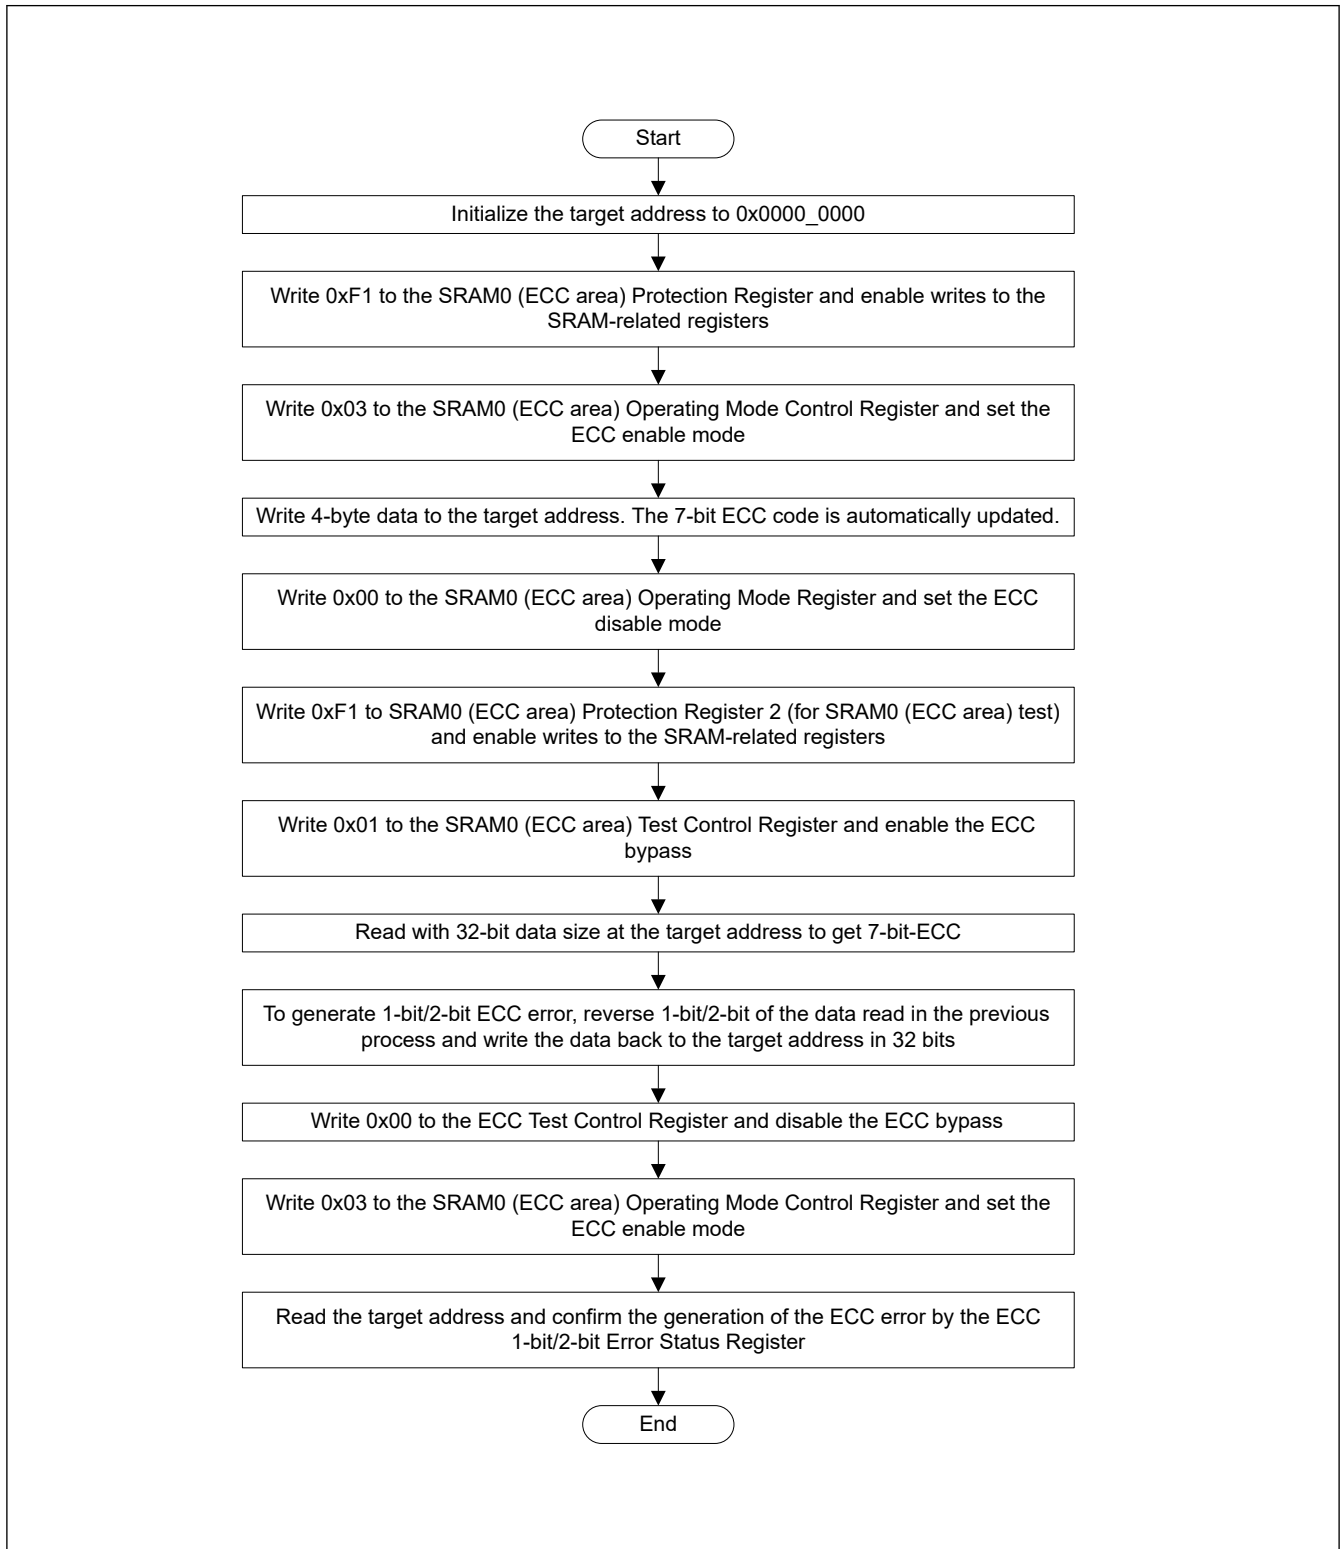 Start
Initialize the target address to 0x0000_0000
Write 0xF1 to the SRAM0 (ECC area) Protection Register and enable writes to the
SRAM-related registers
Write 0x03 to the SRAM0 (ECC area) Operating Mode Control Register and set the
ECC enable mode
Write 4-byte data to the target address. The 7-bit ECC code is automatically updated.
Write 0x00 to the SRAM0 (ECC area) Operating Mode Register and set the ECC
disable mode
Write 0xF1 to SRAM0 (ECC area) Protection Register 2 (for SRAM0 (ECC area) test)
and enable writes to the SRAM-related registers
Write 0x01 to the SRAM0 (ECC area) Test Control Register and enable the ECC
bypass
Read with 32-bit data size at the target address to get 7-bit-ECC
To generate 1-bit/2-bit ECC error, reverse 1-bit/2-bit of the data read in the previous
process and write the data back to the target address in 32 bits
Write 0x00 to the ECC Test Control Register and disable the ECC bypass
Write 0x03 to the SRAM0 (ECC area) Operating Mode Control Register and set the
ECC enable mode
Read the target address and confirm the generation of the ECC error by the ECC
1-bit/2-bit Error Status Register
End